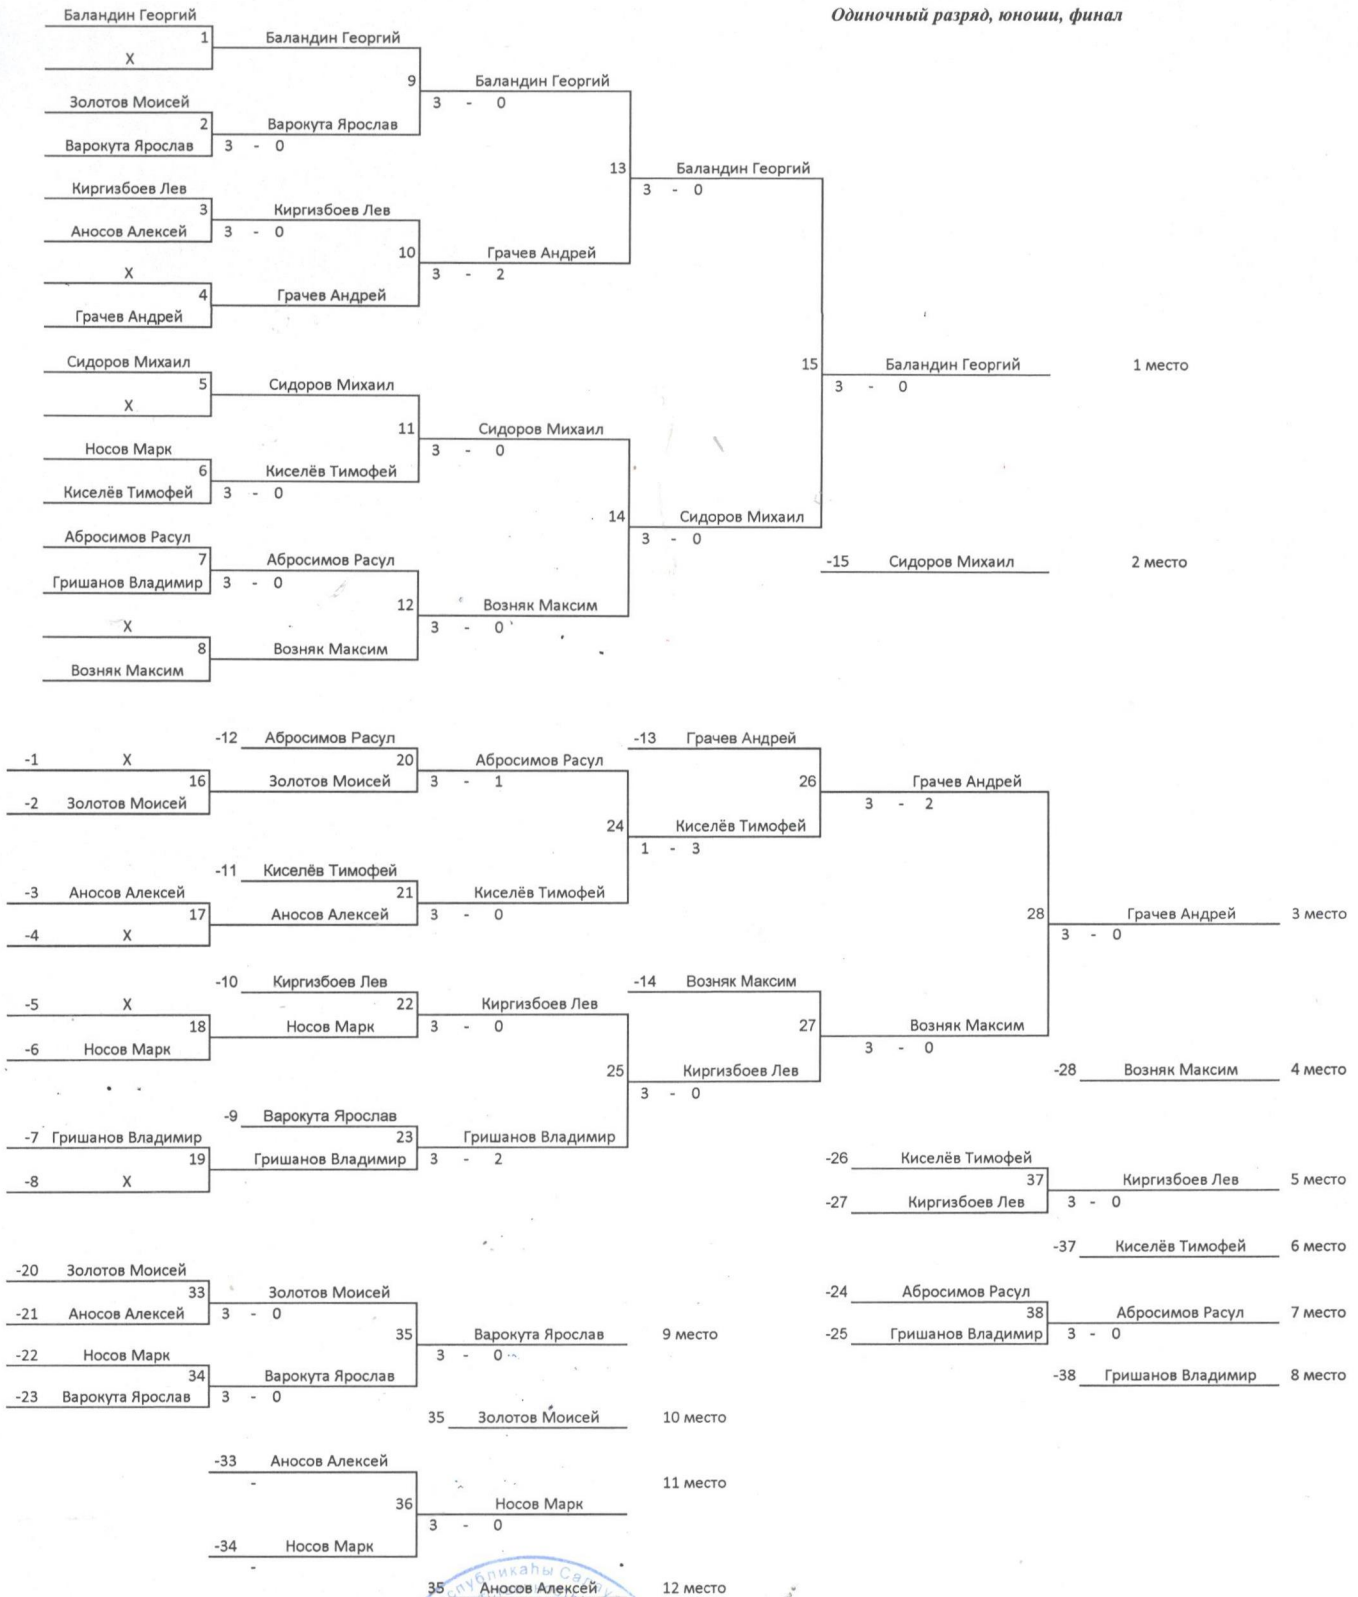 Одиночный разряд, юноши, финал
Баландин Георгий
1
Баландин Георгий
X
9
Баландин Георгий
3 - 0
Золотов Моисей
2
Варокута Ярослав
Варокута Ярослав
3 - 0
13
Баландин Георгий
3 - 0
Киргизбоев Лев
3
Киргизбоев Лев
Аносов Алексей
3 - 0
10
Грачев Андрей
3 - 2
X
4
Грачев Андрей
Грачев Андрей
15
Баландин Георгий
1 место
3 - 0
Сидоров Михаил
5
Сидоров Михаил
X
11
Сидоров Михаил
3 - 0
Носов Марк
6
Киселёв Тимофей
Киселёв Тимофей
3 - 0
14
Сидоров Михаил
3 - 0
Абросимов Расул
7
Абросимов Расул
Гришанов Владимир
3 - 0
-15 Сидоров Михаил
2 место
12
Возняк Максим
3 - 0
X
8
Возняк Максим
Возняк Максим
-12 Абросимов Расул
-13 Грачев Андрей
-1 X
20
Абросимов Расул
16
Золотов Моисей
3 - 1
26
Грачев Андрей
-2 Золотов Моисей
3 - 2
24
Киселёв Тимофей
1 - 3
-11 Киселёв Тимофей
-3 Аносов Алексей
21
Киселёв Тимофей
17
Аносов Алексей
3 - 0
28
Грачев Андрей
3 место
-4 X
3 - 0
-10 Киргизбоев Лев
-14 Возняк Максим
-5 X
22
Киргизбоев Лев
18
Носов Марк
3 - 0
27
Возняк Максим
-6 Носов Марк
3 - 0
25
Киргизбоев Лев
-28 Возняк Максим
4 место
3 - 0
-9 Варокута Ярослав
-7 Гришанов Владимир
23
Гришанов Владимир
19
Гришанов Владимир
3 - 2
-26 Киселёв Тимофей
-8 X
37
Киргизбоев Лев
5 место
-27 Киргизбоев Лев
3 - 0
-37 Киселёв Тимофей
6 место
-20 Золотов Моисей
33
Золотов Моисей
-24 Абросимов Расул
-21 Аносов Алексей
3 - 0
38
Абросимов Расул
7 место
35
Варокута Ярослав
9 место
-25 Гришанов Владимир
3 - 0
-22 Носов Марк
3 - 0
34
Варокута Ярослав
-38 Гришанов Владимир
8 место
-23 Варокута Ярослав
3 - 0
35 Золотов Моисей
10 место
-33 Аносов Алексей
-
11 место
36
Носов Марк
3 - 0
-34 Носов Марк
-
35 Аносов Алексей
12 место